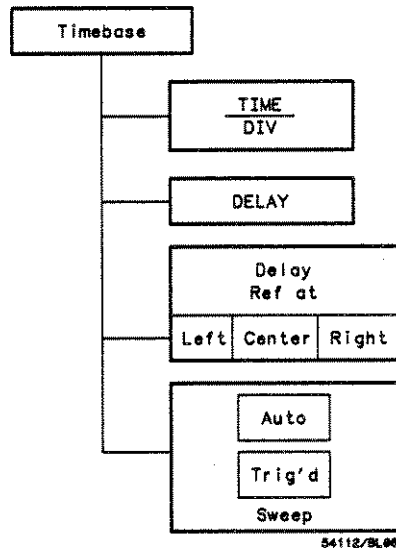 Timebase
TIME
DIV
DELAY
Delay
Ref at
Left Center Right
Auto
Trig'd
Sweep
54112/BL06